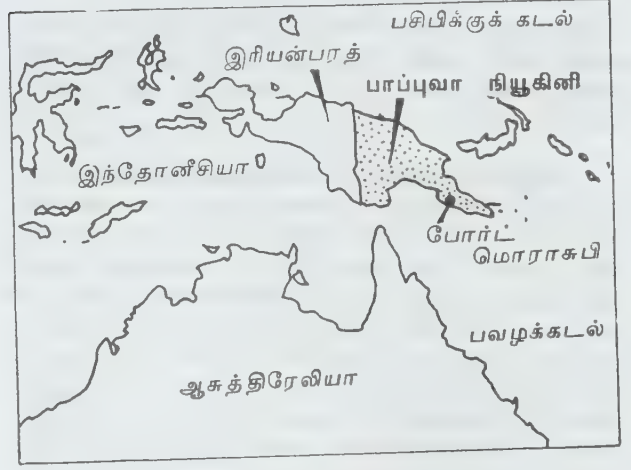 பசிபிக்குக் கடல்
இரியன்பரத்
பாப்புவா நியூகினி
இந்தோனீசியா
போர்ட்
மொராசுபி
பவழக்கடல்
ஆசுத்திரேலியா